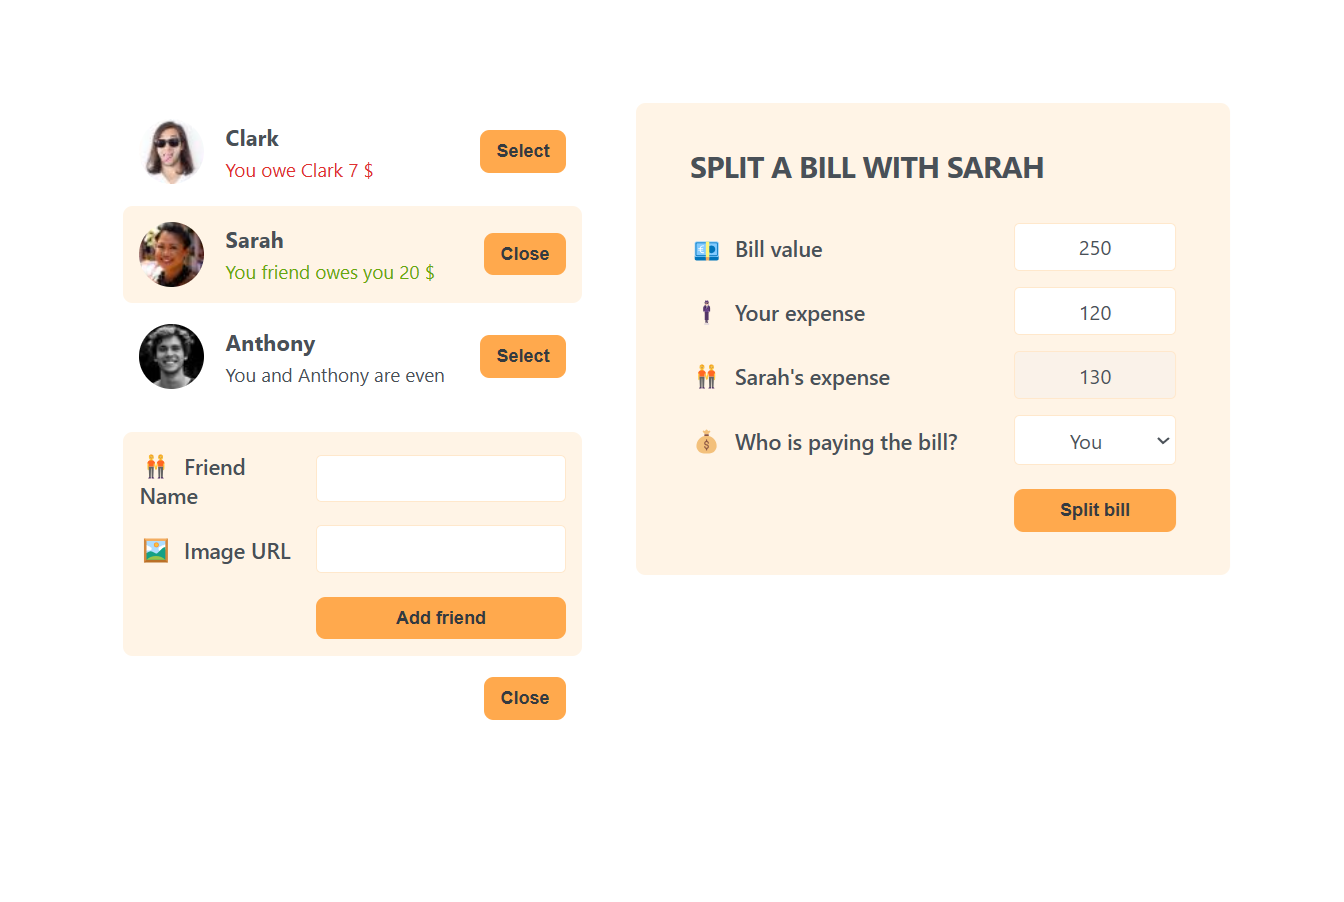 Clark
You owe Clark 7 $
Select
Sarah
You friend owes you 20 $
Close
Anthony
You and Anthony are even
Select
Friend
Name
Image URL
Add friend
Close
SPLIT A BILL WITH SARAH
Bill value
250
Your expense
120
Sarah's expense
130
Who is paying the bill?
You
Split bill